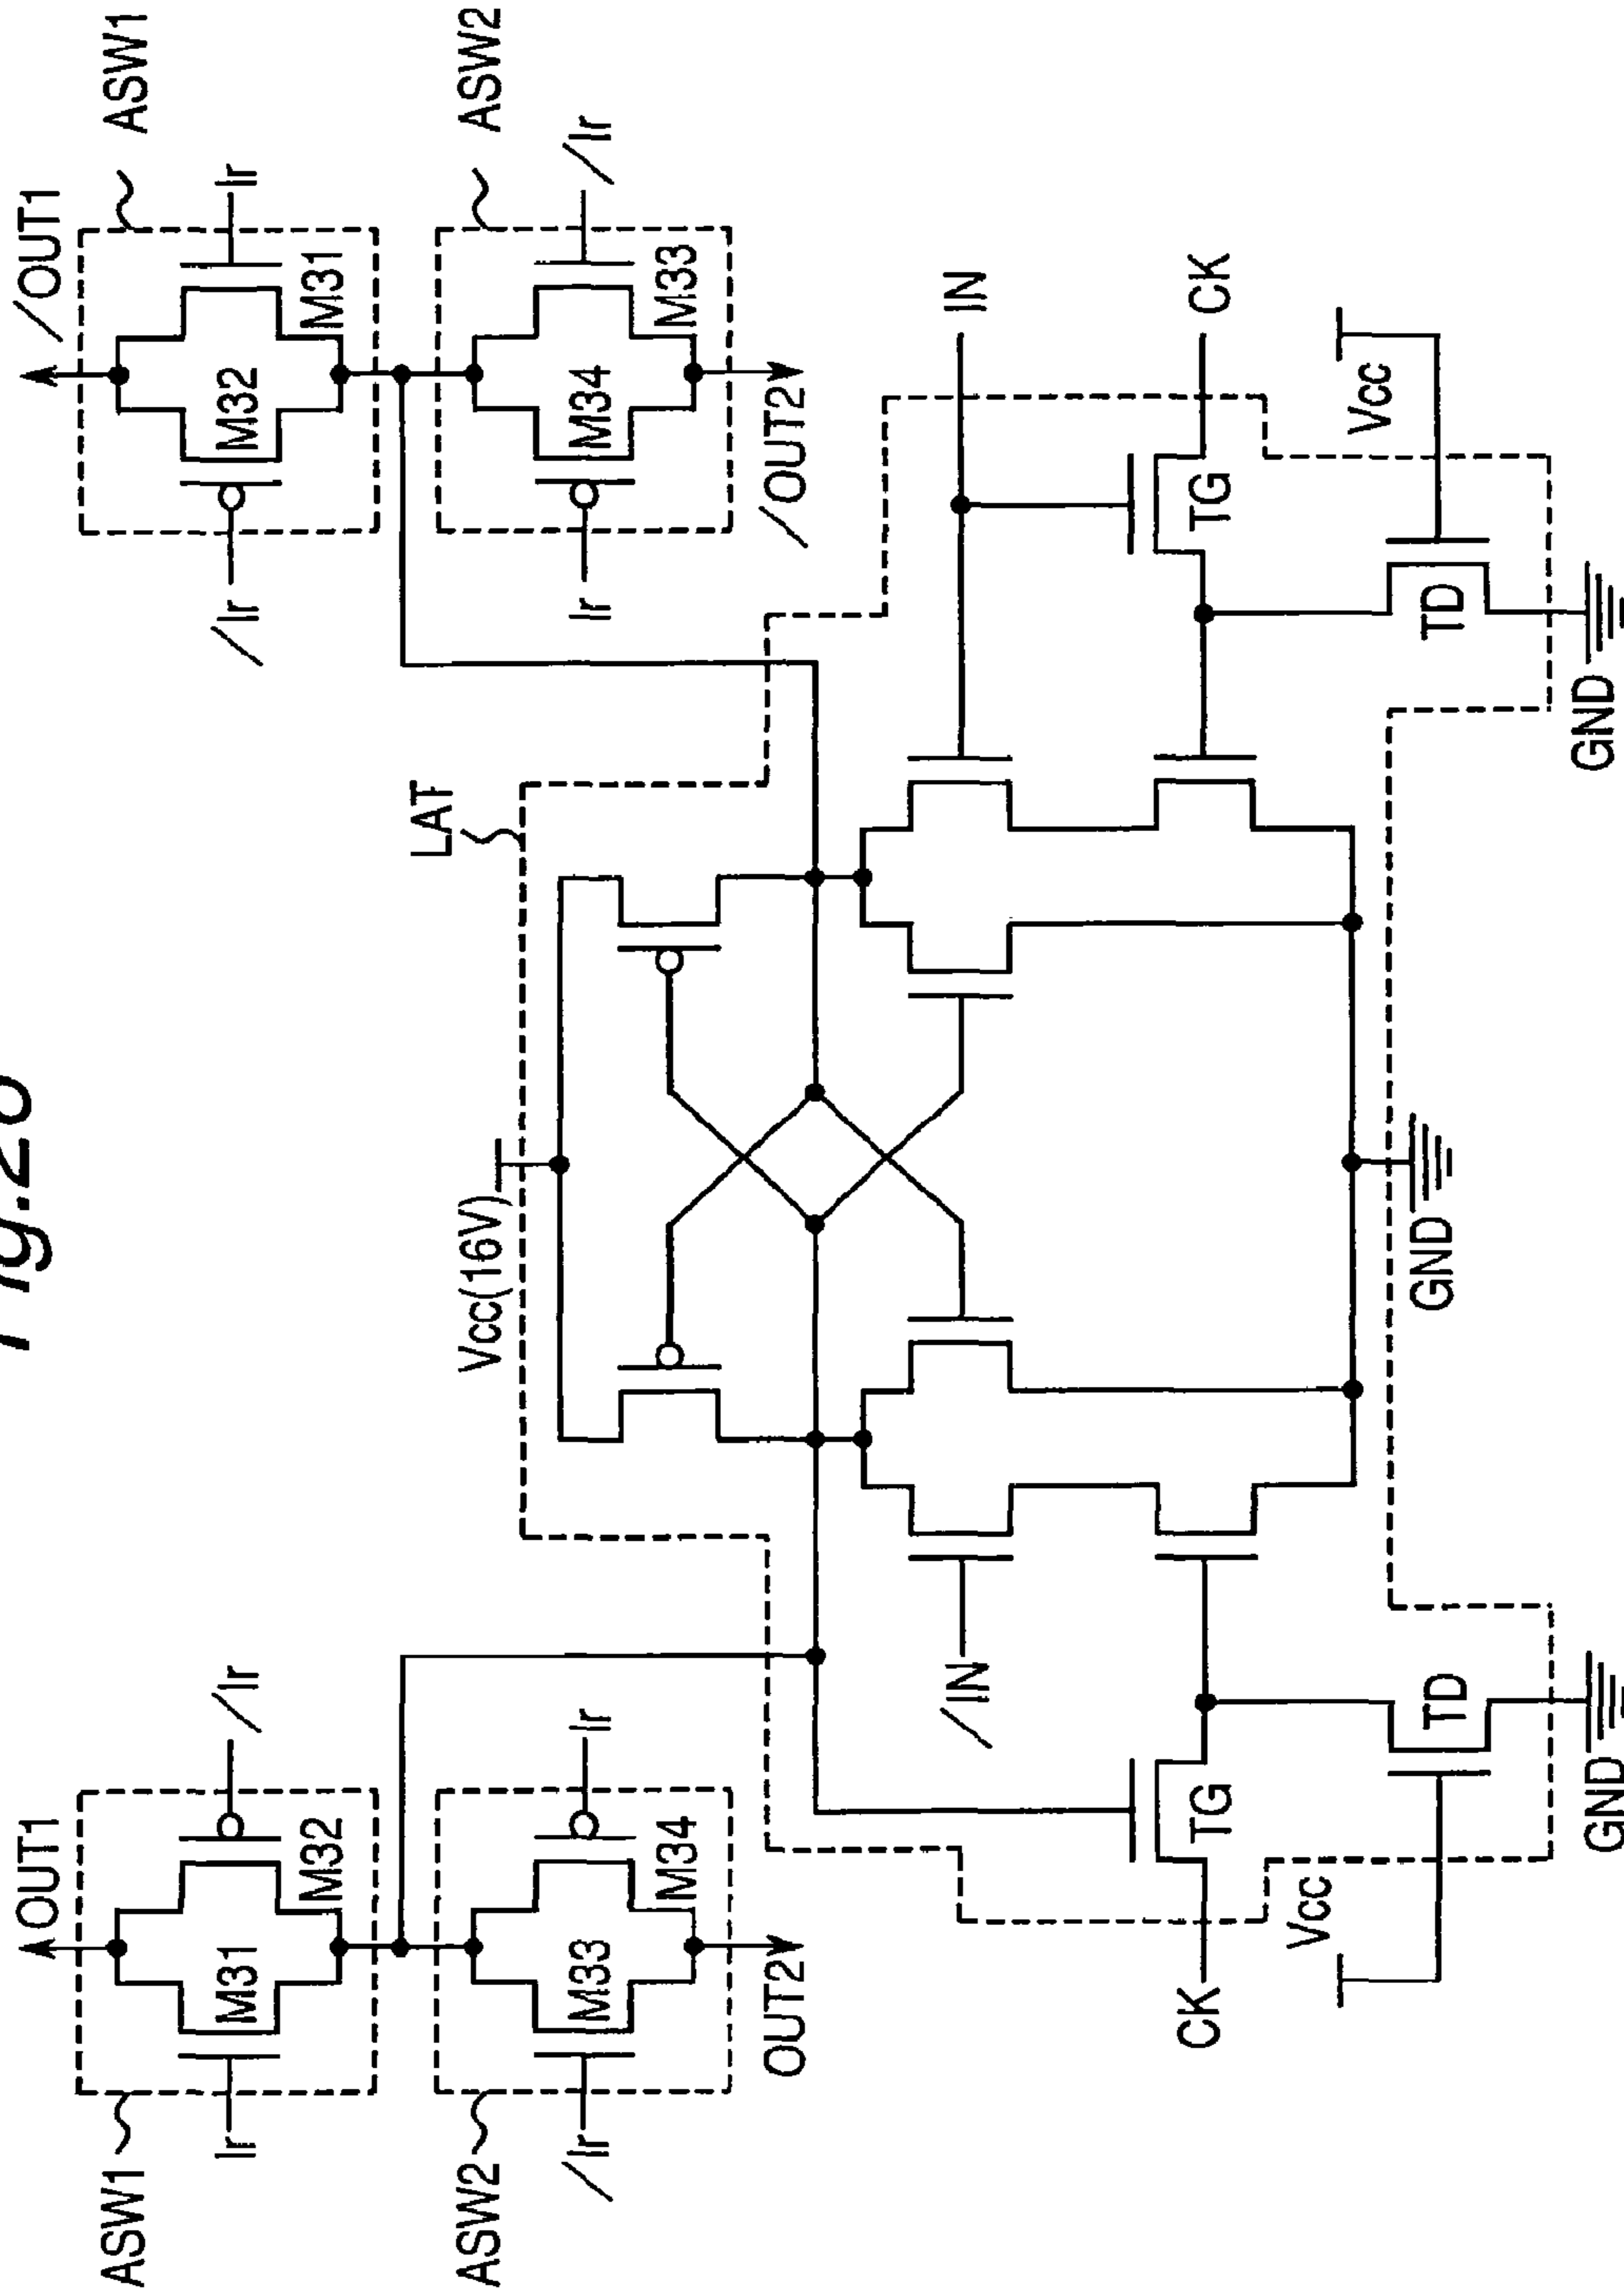 OUT1
/OUT1
ASW1
Ir
M31
M32
/Ir
/Ir
M32
M31
Ir
ASW1
ASW2
/Ir
M33
M34
Ir
Ir
M34
M33
/Ir
ASW2
OUT2
/OUT2
LAT
Vcc(16V)
/IN
IN
CK
TG
TG
CK
Vcc
TD
TD
Vcc
GND
GND
GND